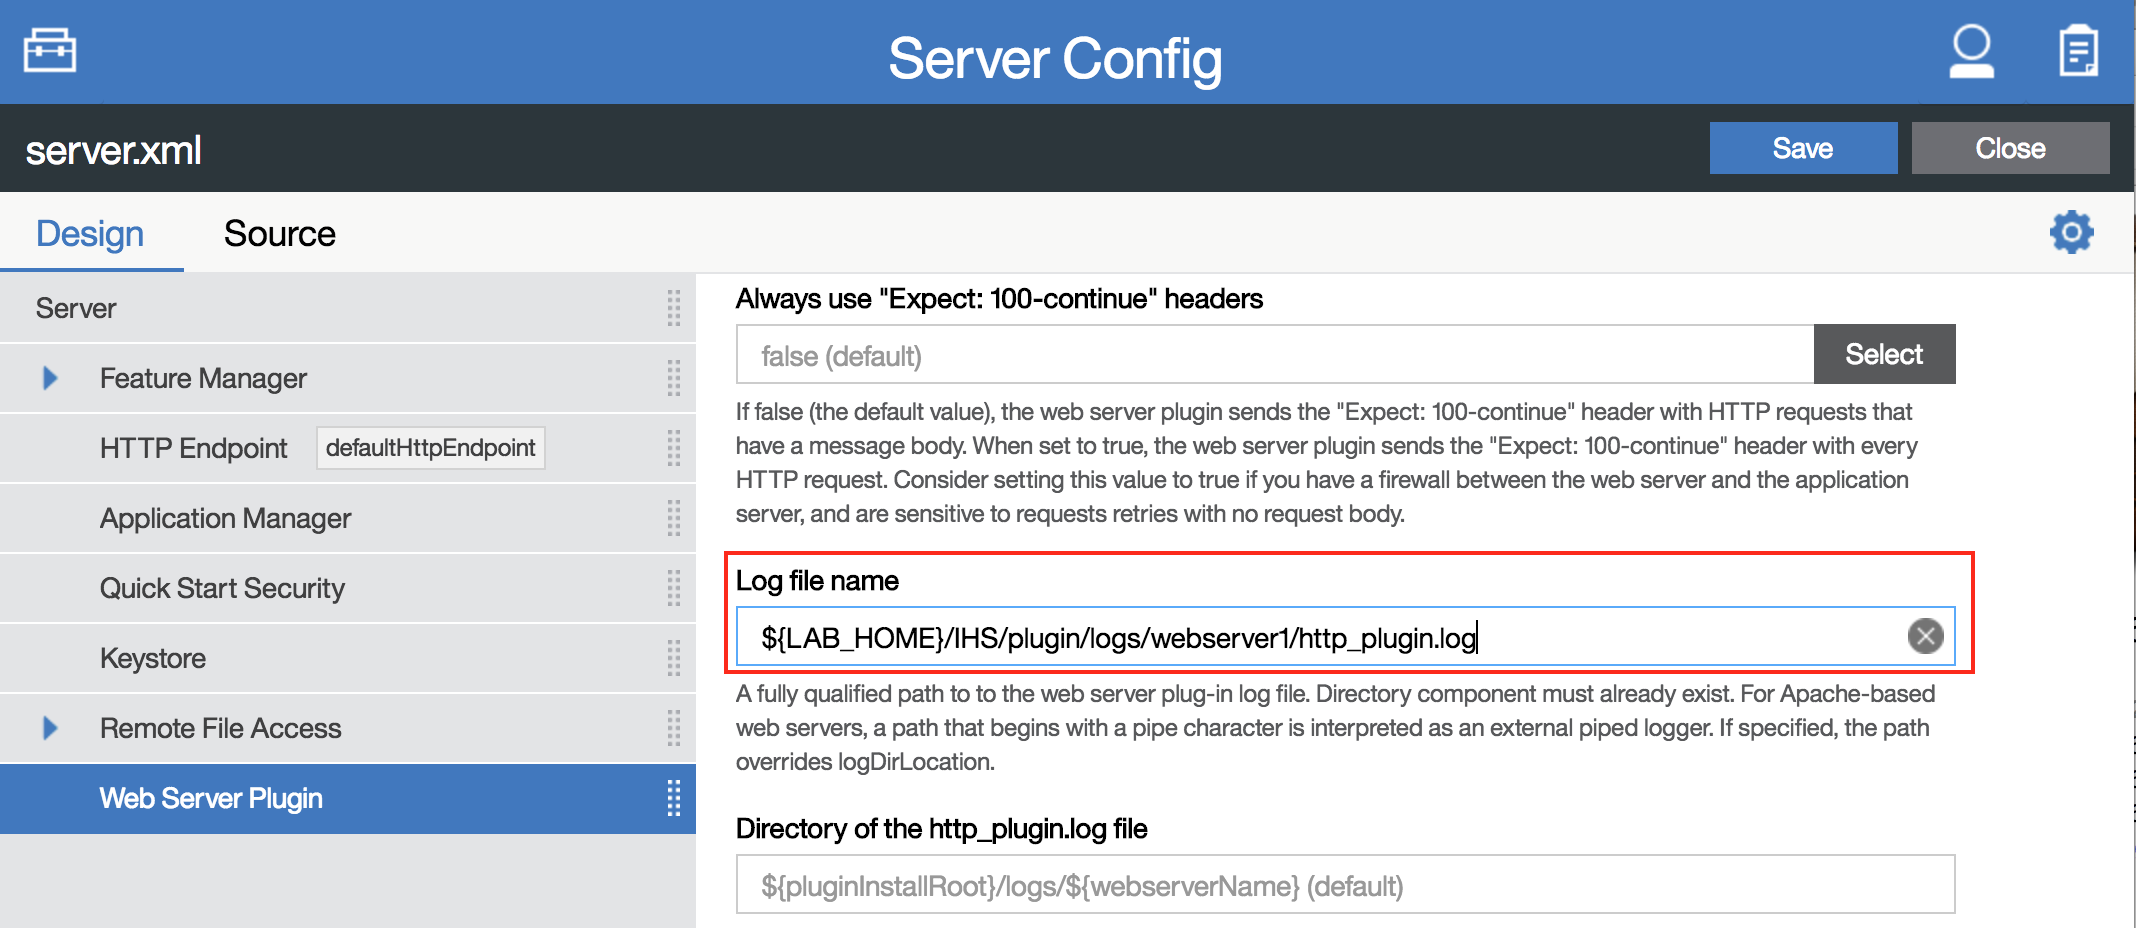 Server Config
server.xml
Save
Close
Design
Source
Server
Feature Manager
HTTP Endpoint
defaultHttpEndpoint
Application Manager
Quick Start Security
Keystore
Remote File Access
Web Server Plugin
Always use "Expect: 100-continue" headers
false (default)
Select
If false (the default value), the web server plugin sends the "Expect: 100-continue" header with HTTP requests that
have a message body. When set to true, the web server plugin sends the "Expect: 100-continue" header with every
HTTP request. Consider setting this value to true if you have a firewall between the web server and the application
server, and are sensitive to requests retries with no request body.
Log file name
${LAB_HOME}/IHS/plugin/logs/webserver1/http_plugin.log
A fully qualified path to to the web server plug-in log file. Directory component must already exist. For Apache-based
web servers, a path that begins with a pipe character is interpreted as an external piped logger. If specified, the path
overrides logDirLocation.
Directory of the http_plugin.log file
${pluginInstallRoot}/logs/${webserverName} (default)